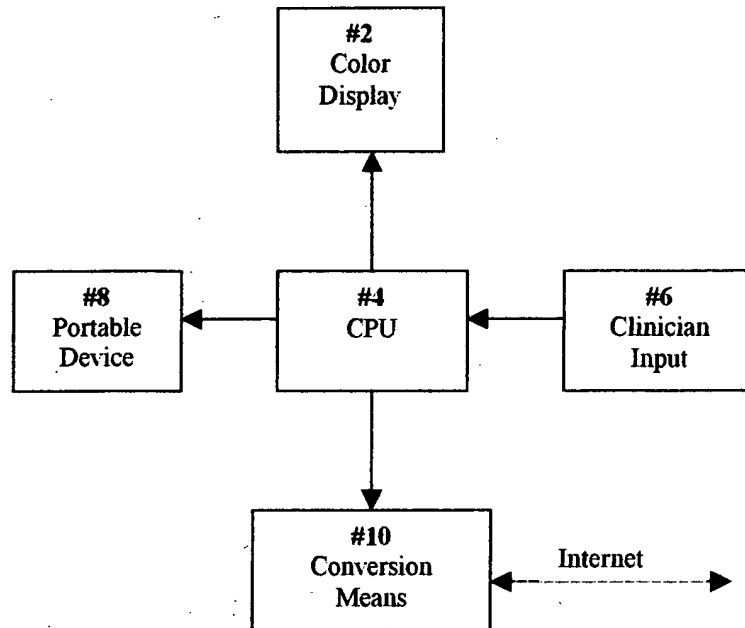 #2
Color
Display
#8
Portable
Device
#4
CPU
#6
Clinician
Input
#10
Conversion
Means
Internet